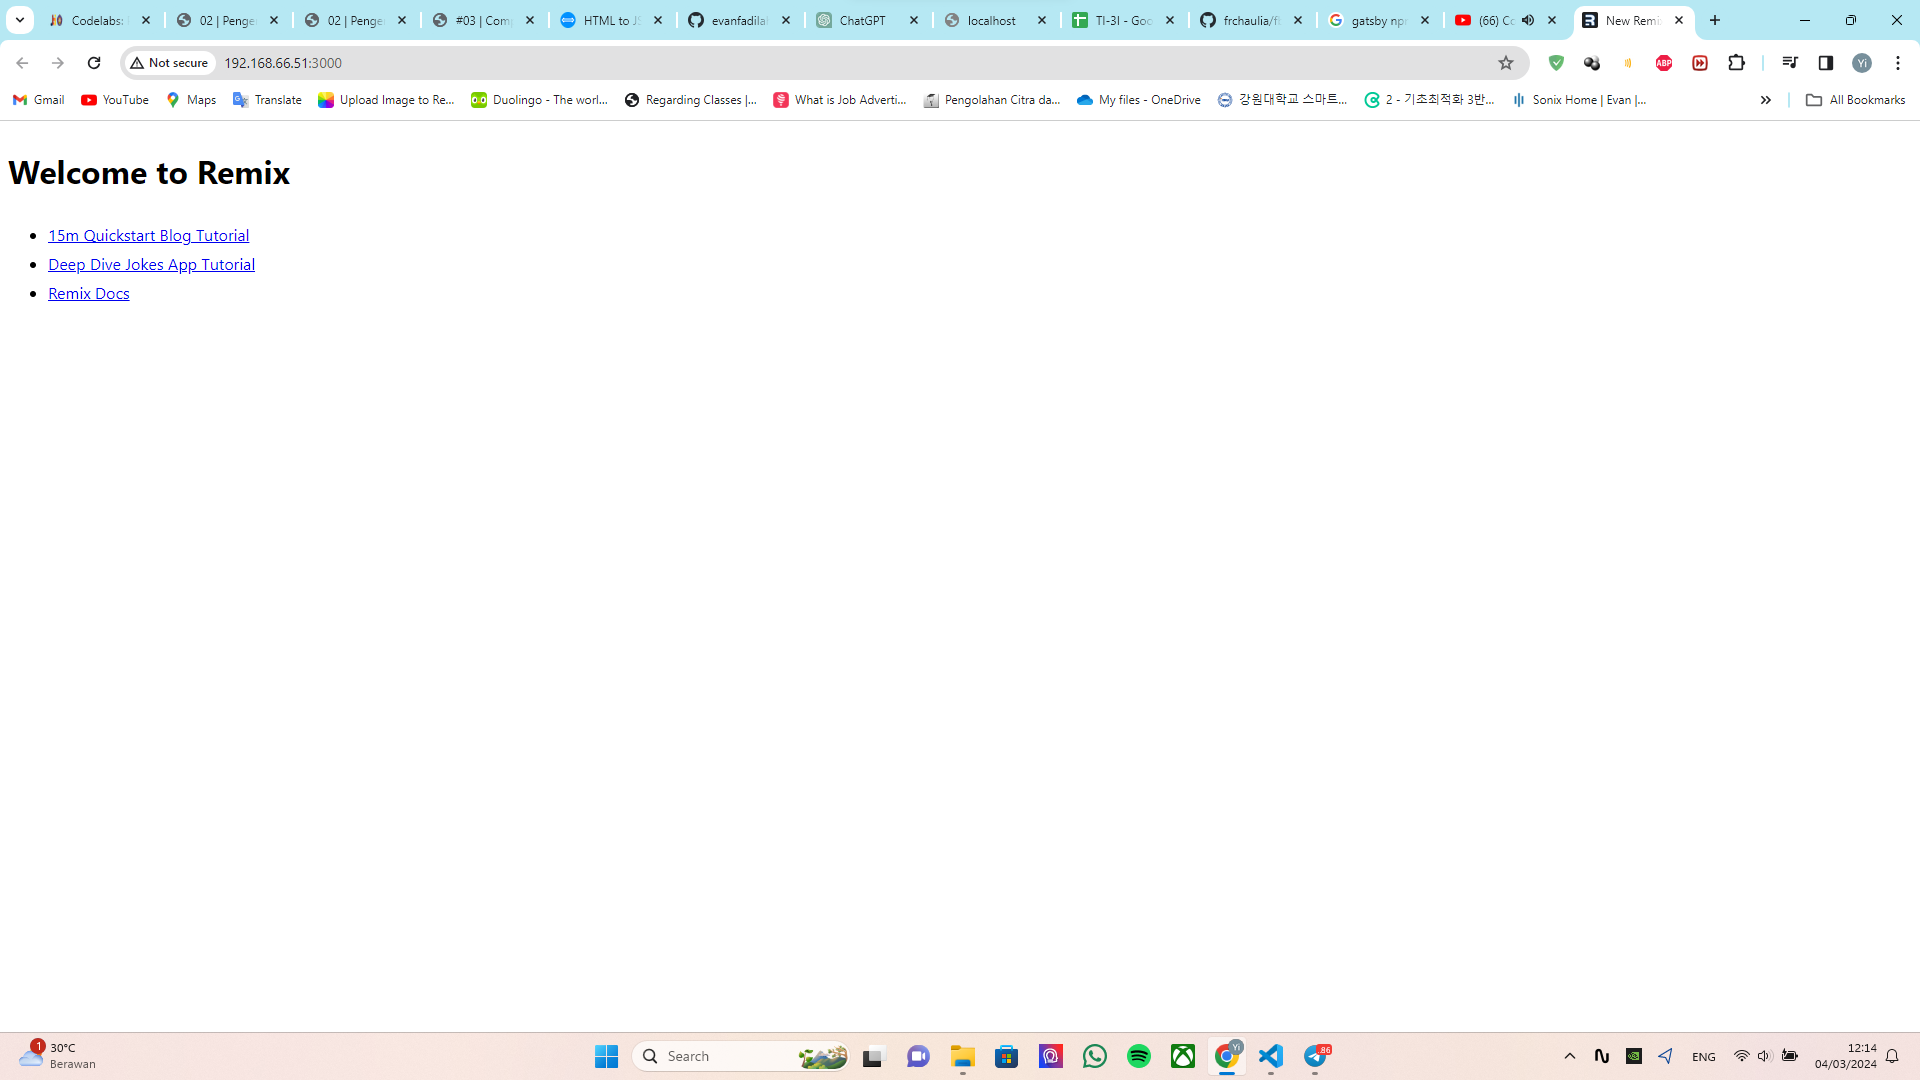 Codelabs:
02 | Penge
02 | Penge
#03 | Com
HTML to JS
evanfadila
ChatGPT
localhost
TI-3I - Goo
frchaulia/f
gatsby np
(66) Co
New Remi
Not secure
192.168.66.51:3000
Yi
Gmail
YouTube
Maps
Translate
Upload Image to Re...
Duolingo - The worl...
Regarding Classes |...
What is Job Adverti...
Pengolahan Citra da...
My files - OneDrive
강원대학교 스마트...
2 - 기초최적화 3반...
Sonix Home | Evan |...
All Bookmarks
Welcome to Remix
15m Quickstart Blog Tutorial
Deep Dive Jokes App Tutorial
Remix Docs
1
30°C
Berawan
Search
Yi
86
ENG
12:14
04/03/2024